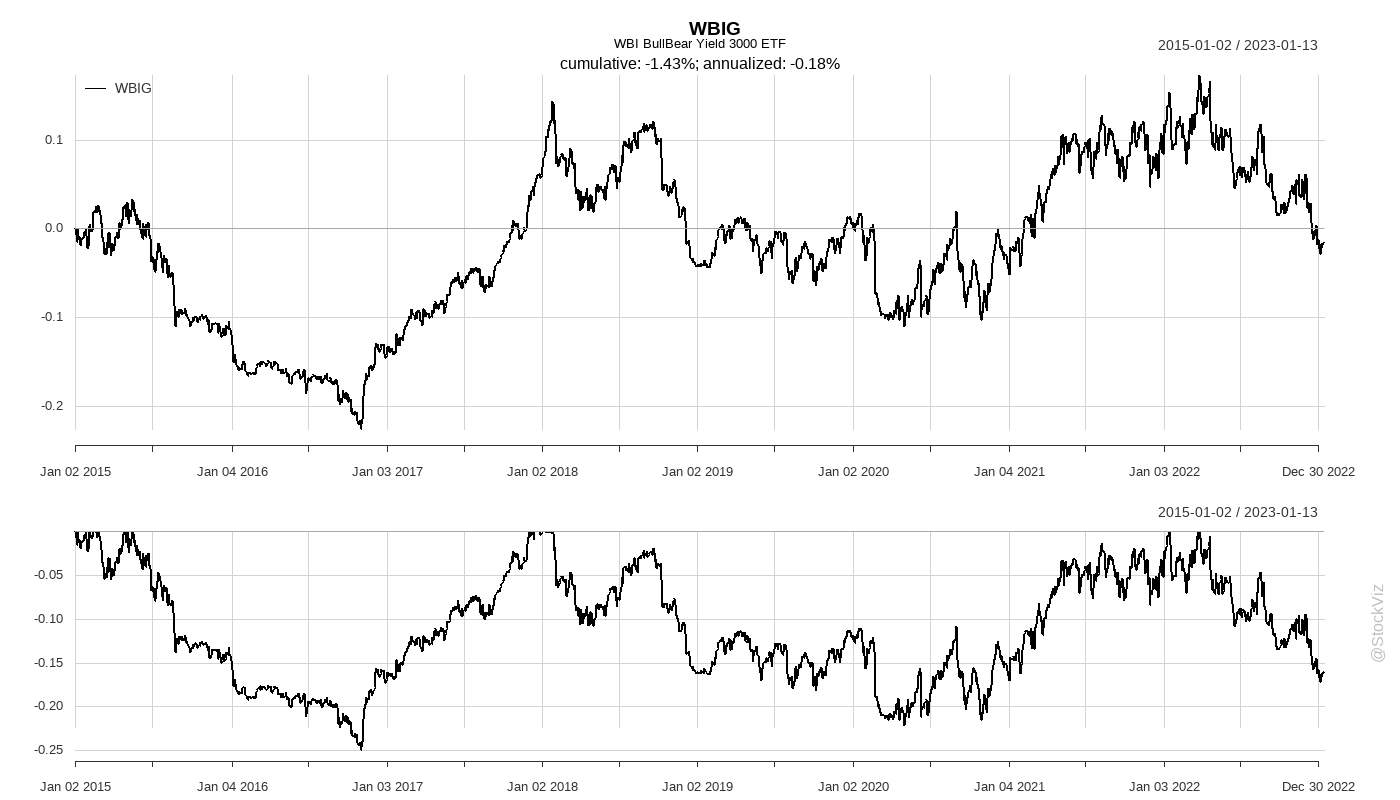 WBIG
WBI BullBear Yield 3000 ETF
cumulative: -1.43%; annualized: -0.18%
2015-01-02 / 2023-01-13
WBIG
0.1
0.0
-0.1
-0.2
Jan 02 2015 Jan 04 2016 Jan 03 2017 Jan 02 2018 Jan 02 2019 Jan 02 2020 Jan 04 2021 Jan 03 2022 Dec 30 2022
2015-01-02 / 2023-01-13
-0.05
-0.10
-0.15
-0.20
-0.25
Jan 02 2015 Jan 04 2016 Jan 03 2017 Jan 02 2018 Jan 02 2019 Jan 02 2020 Jan 04 2021 Jan 03 2022 Dec 30 2022
@StockViz